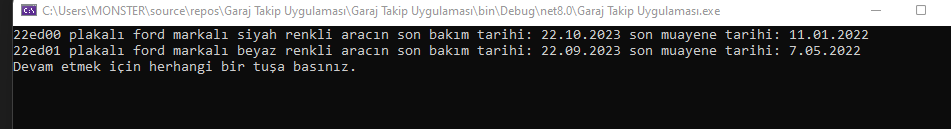 C:\Users\MONSTER\source\repos\Garaj Takip Uygulaması\Garaj Takip Uygulaması\bin\Debug\net8.0\Garaj Takip Uygulaması.exe
22ed00 plakalı ford markalı siyah renkli aracın son bakım tarihi: 22.10.2023 son muayene tarihi: 11.01.2022
22ed01 plakalı ford markalı beyaz renkli aracın son bakım tarihi: 22.09.2023 son muayene tarihi: 7.05.2022
Devam etmek için herhangi bir tuşa basınız.